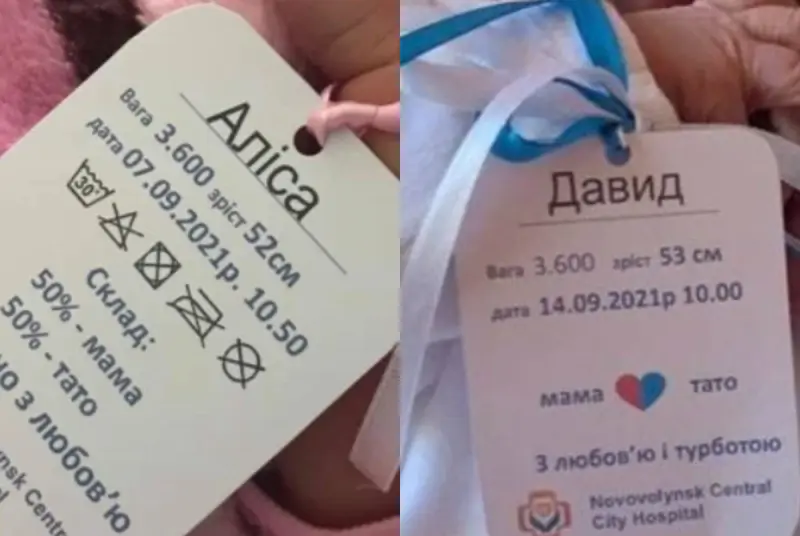 Аліса
Вага 3.600 зріст 52см
дата 07.09.2021р. 10.50
30°
Склад:
50% - мама
50% - тато
о з любов'ю
nsk Centr
Давид
Вага 3.600 зріст 53 см
дата 14.09.2021р 10.00
мама тато
З любов'ю і турботою
Novovolynsk Central
City Hospital